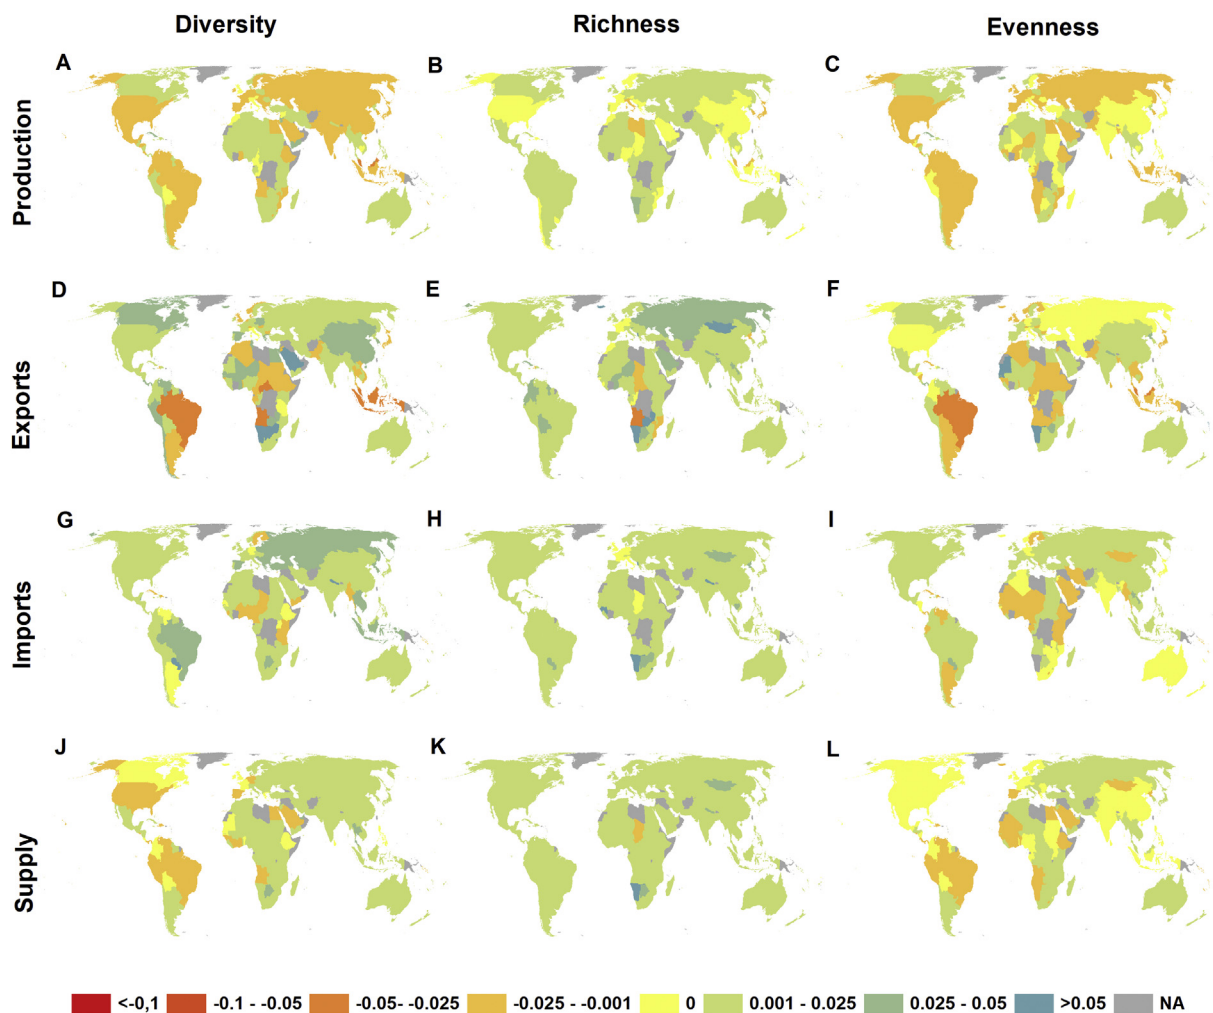 Diversity Richness Evenness
A B C
Production
D E F
Exports
G H I
Imports
J K L
Supply
<-0,1 -0.1 - -0.05 -0.05- -0.025 -0.025 - -0.001 0 0.001 - 0.025 0.025 - 0.05 >0.05 NA